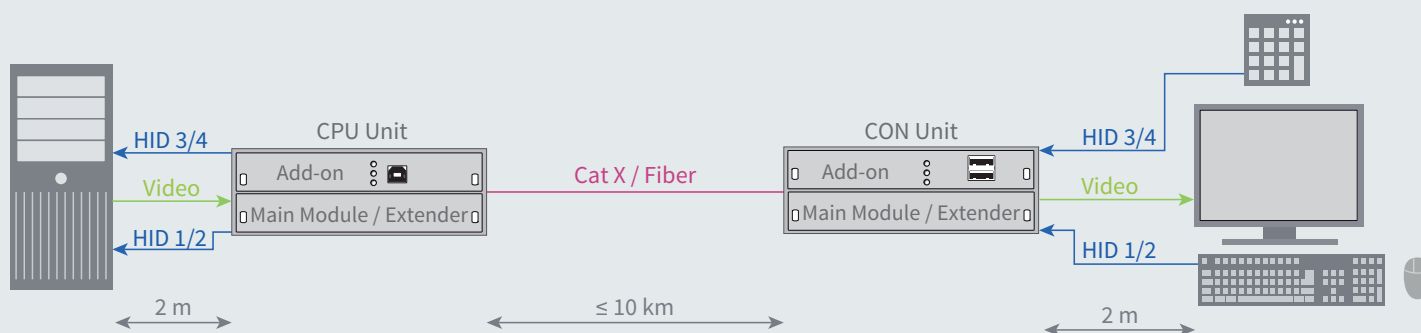 CPU Unit
CON Unit
HID 3/4
HID 3/4
Add-on
Cat X / Fiber
Add-on
Video
Video
Main Module / Extender
Main Module / Extender
HID 1/2
HID 1/2
2 m
≤ 10 km
2 m